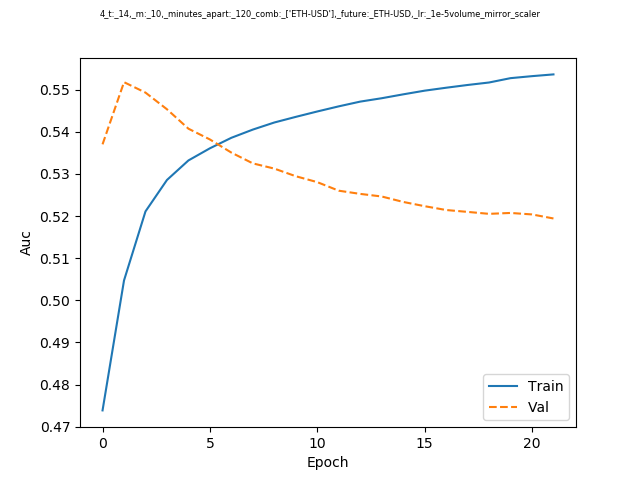 4_t:_14,_m:_10,_minutes_apart:_120_comb:_['ETH-USD'],_future:_ETH-USD,_lr:_1e-5volume_mirror_scaler
0.55
0.54
0.53
0.52
0.51
0.50
0.49
0.48
0.47
Auc
Train
Val
0 5 10 15 20
Epoch